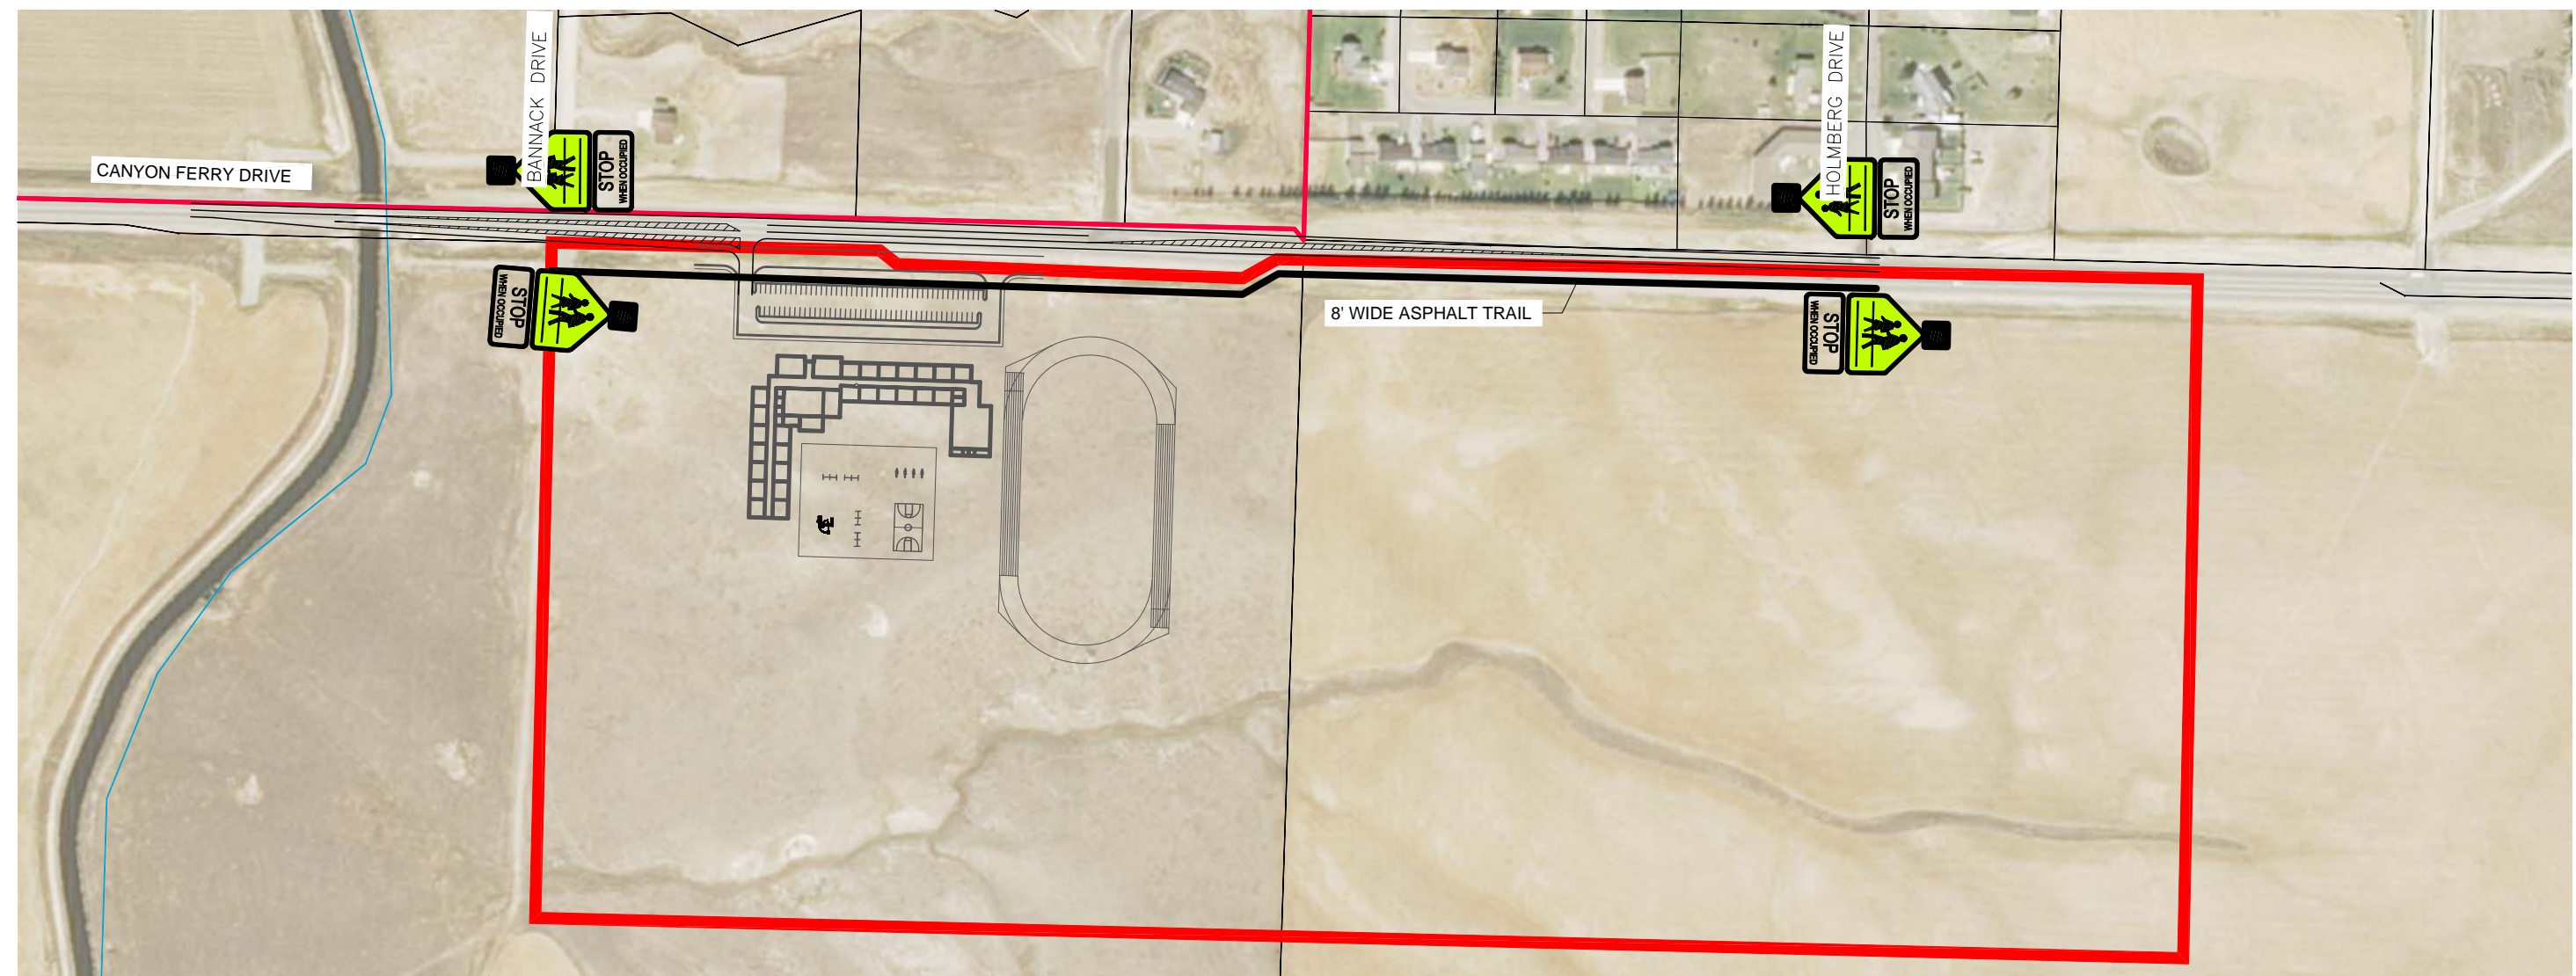 BANNACK DRIVE
HOLMBERG DRIVE
CANYON FERRY DRIVE
STOP
WHEN OCCUPIED
STOP
WHEN OCCUPIED
STOP
WHEN OCCUPIED
STOP
WHEN OCCUPIED
8' WIDE ASPHALT TRAIL